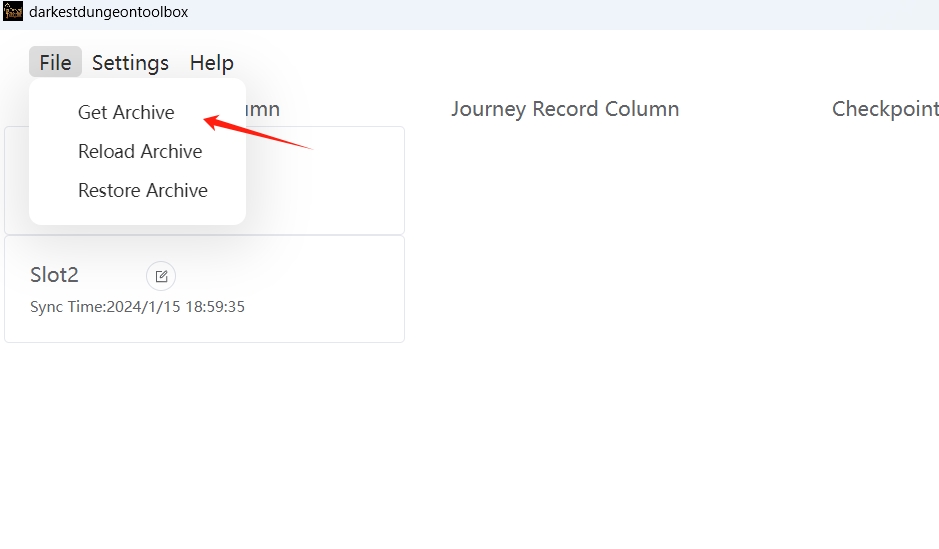 darkestdungeontoolbox
File Settings Help
Get Archive
Reload Archive
Restore Archive
Journey Record Column
Checkpoint
Slot2
Sync Time:2024/1/15 18:59:35